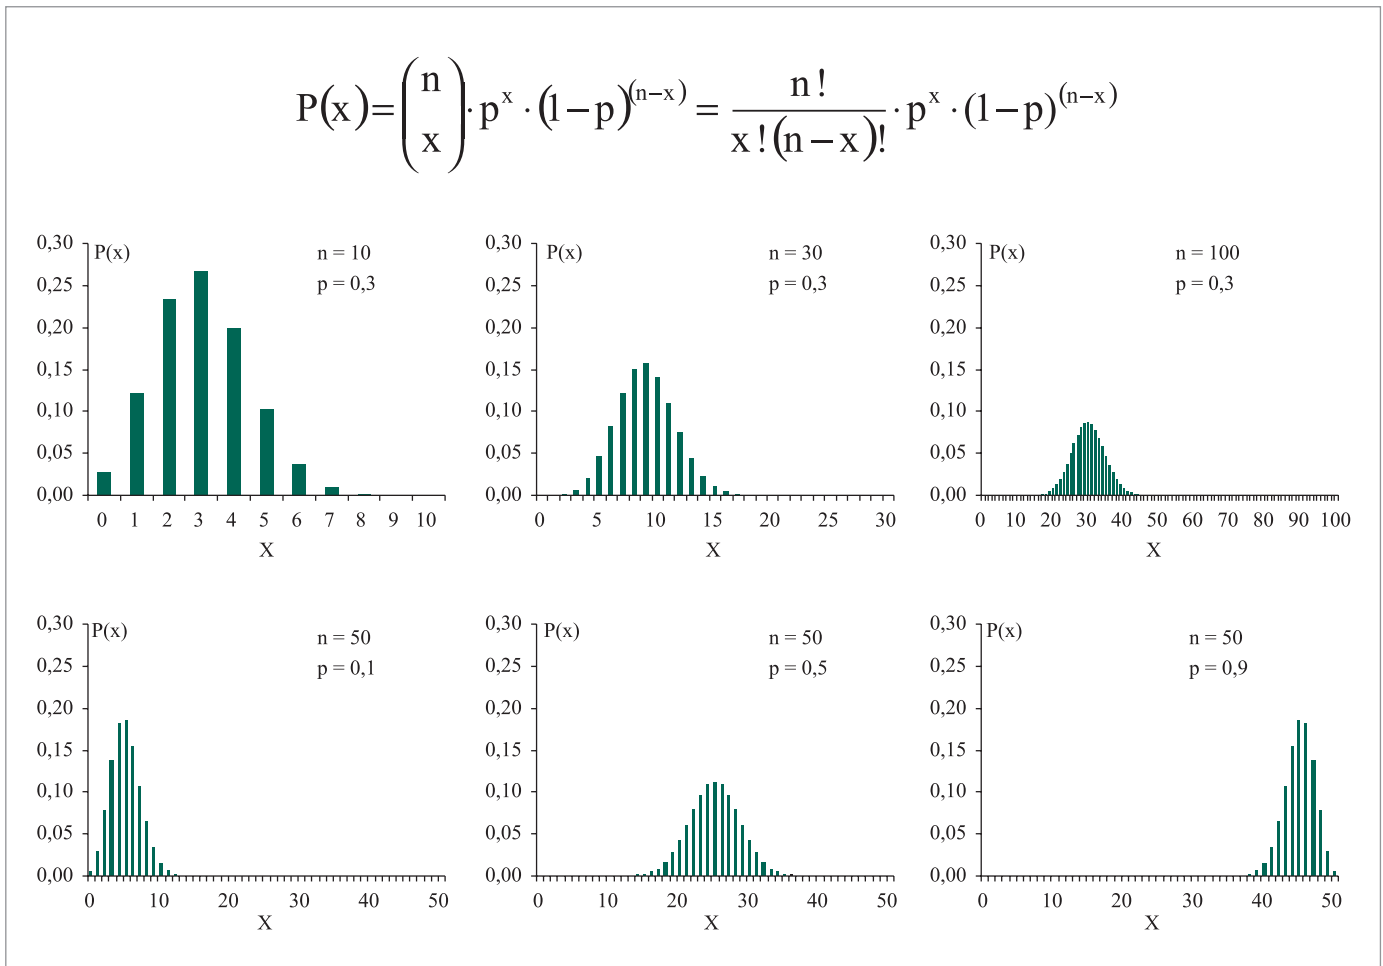 P(x) = (n x) · p^x · (1 – p)^(n–x) = n! / x!(n – x)! · p^x · (1 – p)^(n–x)
P(x)
n = 10
p = 0,3
0,30
0,25
0,20
0,15
0,10
0,05
0,00
0 1 2 3 4 5 6 7 8 9 10
X
P(x)
n = 30
p = 0,3
0,30
0,25
0,20
0,15
0,10
0,05
0,00
0 5 10 15 20 25 30
X
P(x)
n = 100
p = 0,3
0,30
0,25
0,20
0,15
0,10
0,05
0,00
0 10 20 30 40 50 60 70 80 90 100
X
P(x)
n = 50
p = 0,1
0,30
0,25
0,20
0,15
0,10
0,05
0,00
0 10 20 30 40 50
X
P(x)
n = 50
p = 0,5
0,30
0,25
0,20
0,15
0,10
0,05
0,00
0 10 20 30 40 50
X
P(x)
n = 50
p = 0,9
0,30
0,25
0,20
0,15
0,10
0,05
0,00
0 10 20 30 40 50
X